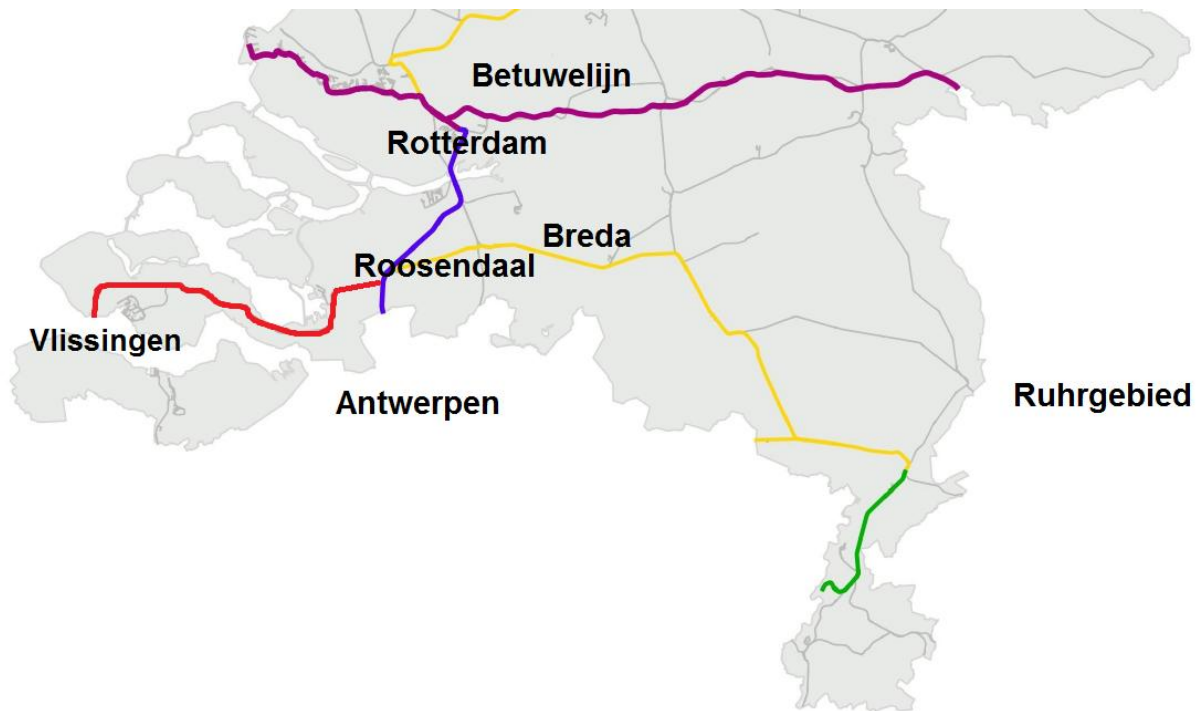 Betuwelijn
Rotterdam
Breda
Roosendaal
Vlissingen
Antwerpen
Ruhrgebied